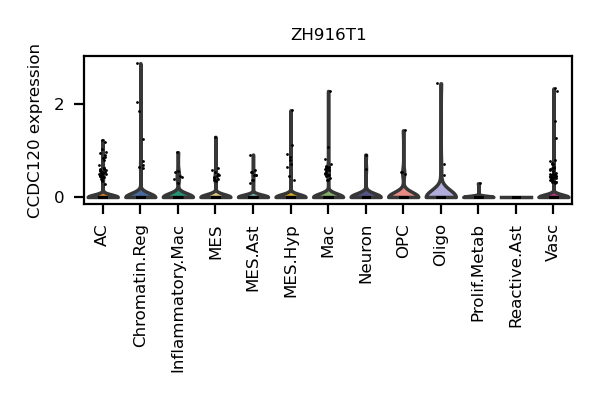 ZH916T1
CCDC120 expression
2
0
AC
Chromatin.Reg
Inflammatory.Mac
MES
MES.Ast
MES.Hyp
Mac
Neuron
OPC
Oligo
Prolif.Metab
Reactive.Ast
Vasc